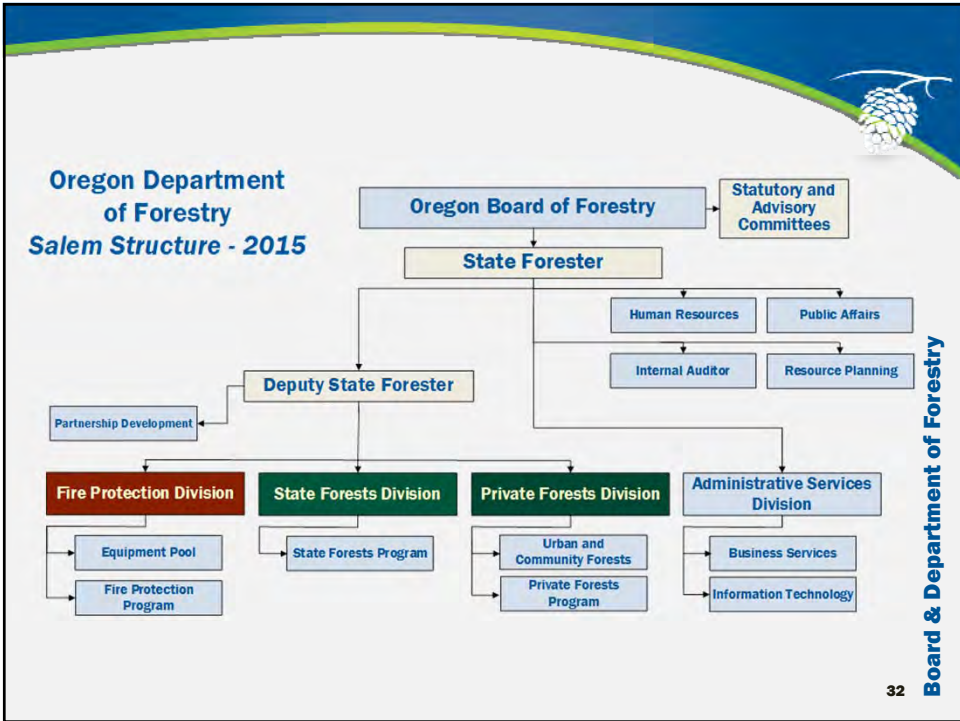 Oregon Department
of Forestry
Salem Structure - 2015
Oregon Board of Forestry
Statutory and
Advisory
Committees
State Forester
Human Resources
Public Affairs
Internal Auditor
Resource Planning
Deputy State Forester
Partnership Development
Fire Protection Division
State Forests Division
Private Forests Division
Administrative Services
Division
Equipment Pool
Fire Protection
Program
State Forests Program
Urban and
Community Forests
Private Forests
Program
Business Services
Information Technology
Board & Department of Forestry
32